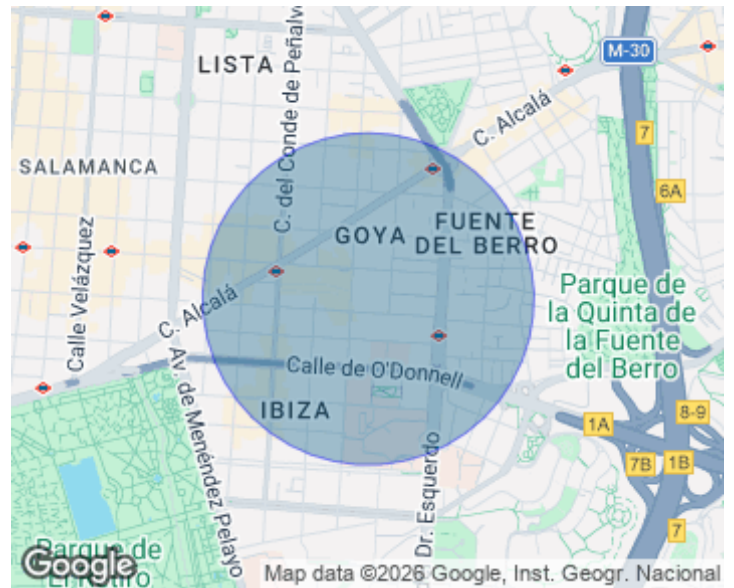 LISTA
C. del Conde de Peñalv
M-30
7
C. Alcalá
SALAMANCA
6A
GOYA
FUENTE
DEL BERRO
Calle Velázquez
C. Alcalá
Parque de
la Quinta de
la Fuente
del Berro
Calle de O'Donnell
Av. de Menéndez Pelayo
IBIZA
1A
8-9
7B
1B
Dr. Esquerdo
7
Parque de
El Retiro
Google
Map data ©2026 Google, Inst. Geogr. Nacional